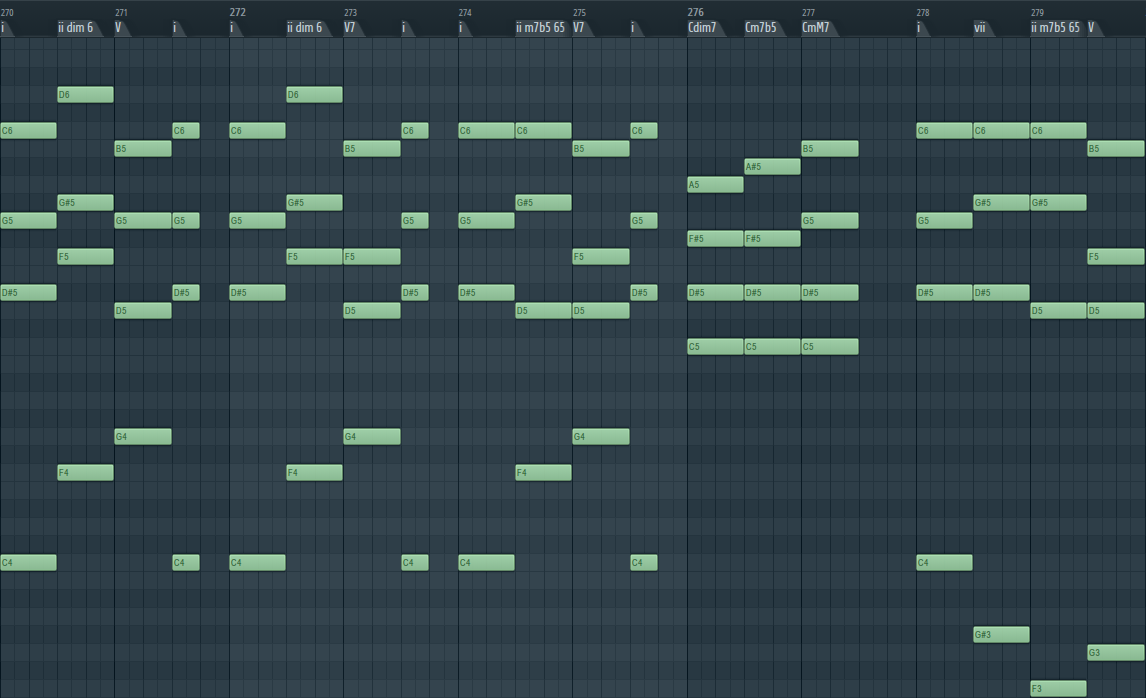 270 271 272 273 274 275 276 277 278 279
i ii dim 6 V i i ii dim 6 V7 i i ii m7b5 65 V7 i Cdim7 Cm7b5 CmM7 i vii ii m7b5 65 V
D6 D6
C6 C6 C6 C6 C6 C6 C6 C6 C6 C6
B5 B5 B5 B5 B5
A#5
A5
G#5 G#5 G#5 G#5 G#5
G5 G5 G5 G5 G5 G5 G5 G5 G5
F#5 F#5
F5 F5 F5 F5 F5
D#5 D#5 D#5 D#5 D#5 D#5 D#5 D#5 D#5 D#5 D#5
D5 D5 D5 D5 D5 D5
C5 C5 C5
G4 G4 G4
F4 F4 F4
C4 C4 C4 C4 C4 C4 C4
G#3
G3
F3